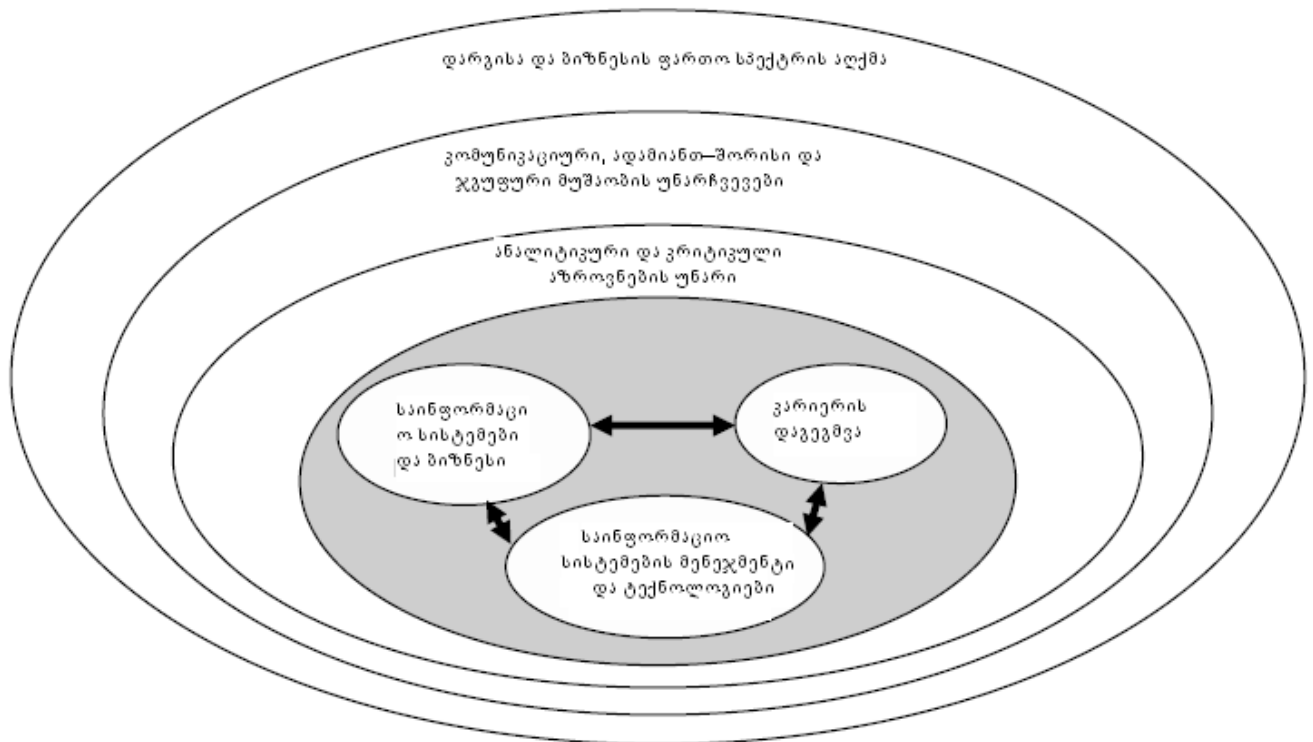 დარგისა და ბიზნესის ფართო სპექტრის აღქმა
კომუნიკაციური, ადამიანთ–შორისი და
ჯგუფური მუშაობის უნარჩვევები
ანალიტიკური და კრიტიკული
აზროვნების უნარი
საინფორმაცი
ო სისტემები
და ბიზნესი
კარიერის
დაგეგმვა
საინფორმაციო
სისტემების მენეჯმენტი
და ტექნოლოგიები